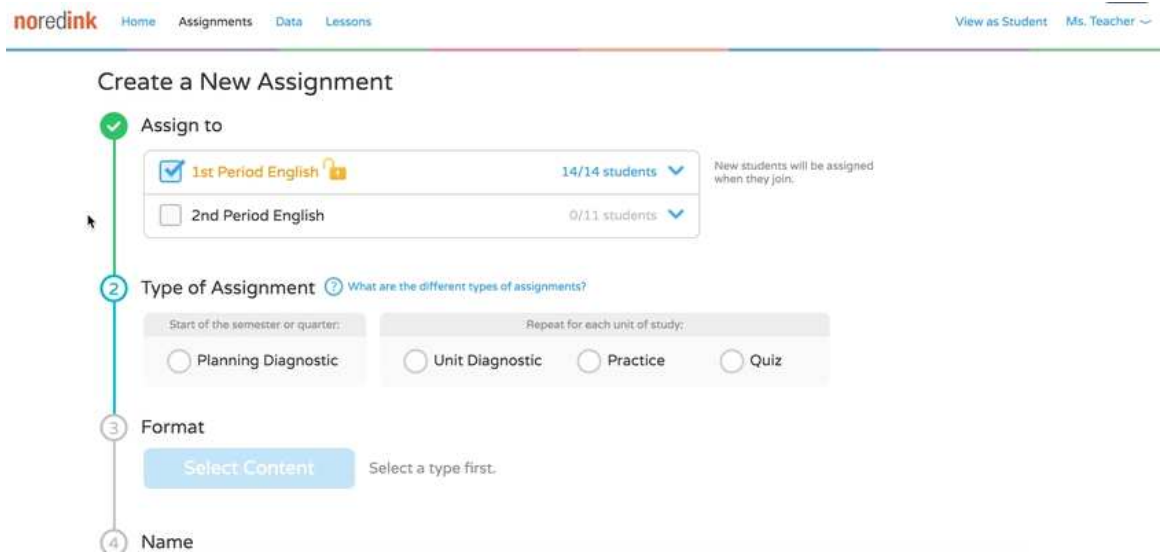 noredink Home Assignments Data Lessons View as Student Ms. Teacher
Create a New Assignment
Assign to
1st Period English 14/14 students
New students will be assigned
when they join.
2nd Period English 0/11 students
2 Type of Assignment ? What are the different types of assignments?
Start of the semester or quarter: Repeat for each unit of study:
Planning Diagnostic Unit Diagnostic Practice Quiz
3 Format
Select Content Select a type first.
4 Name